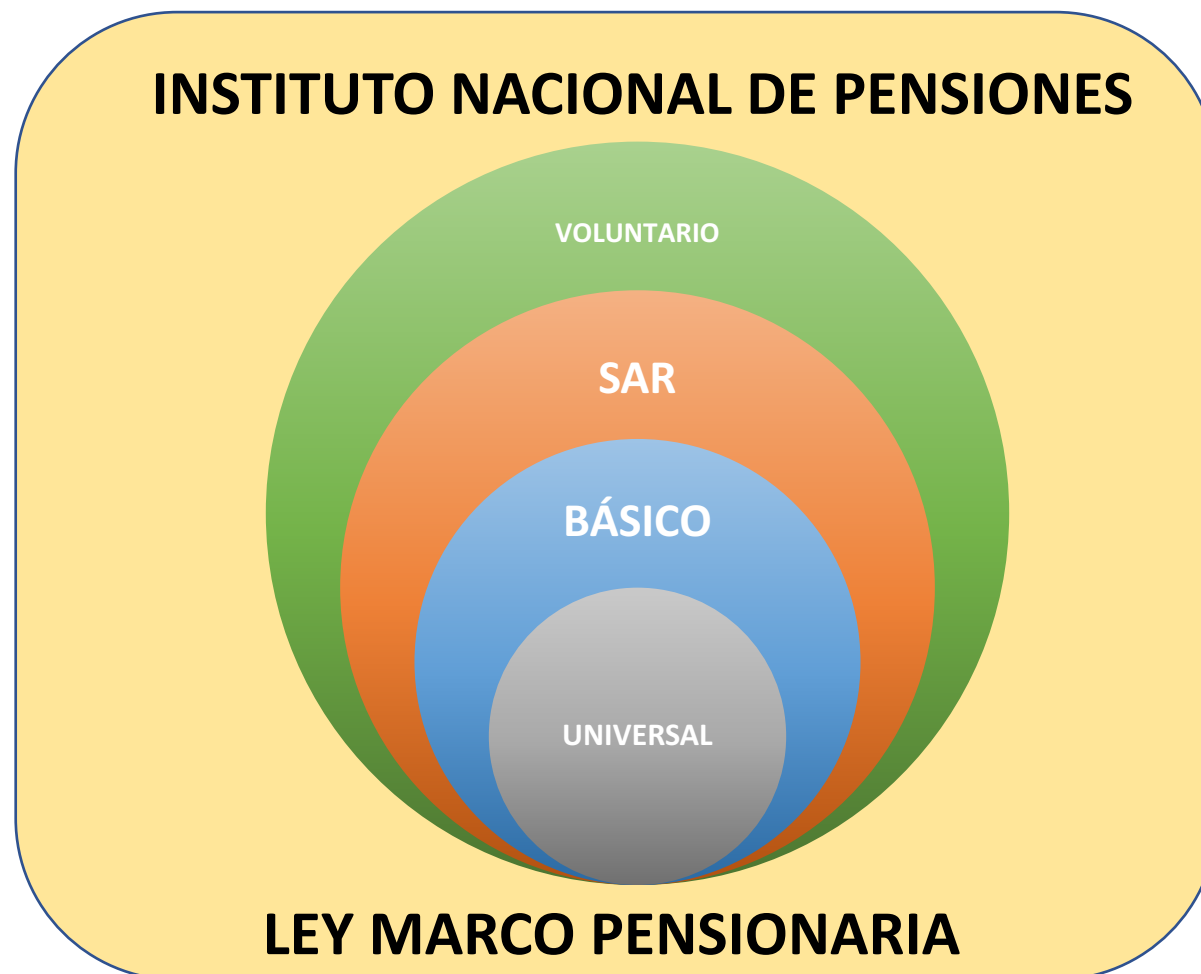 INSTITUTO NACIONAL DE PENSIONES
VOLUNTARIO
SAR
BÁSICO
UNIVERSAL
LEY MARCO PENSIONARIA